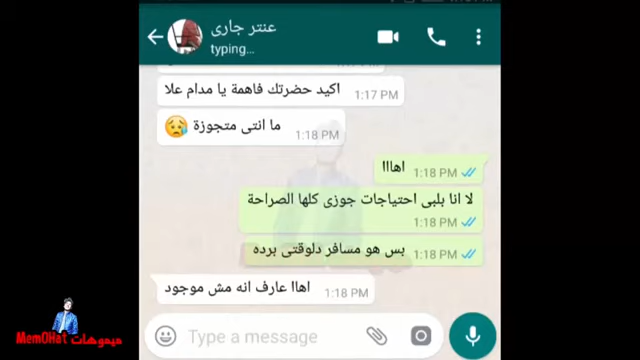 عنتر جارى
typing...
اكيد حضرتك فاهمة يا مدام علا
1:17 PM
ما انتى متجوزة 😥
1:18 PM
اهااا
1:18 PM
لا انا بلبى احتياجات جوزى كلها الصراحة
1:18 PM
بس هو مسافر دلوقتى برده
1:18 PM
اهاا عارف انه مش موجود
1:18 PM
Type a message
MemOHat ميموهات